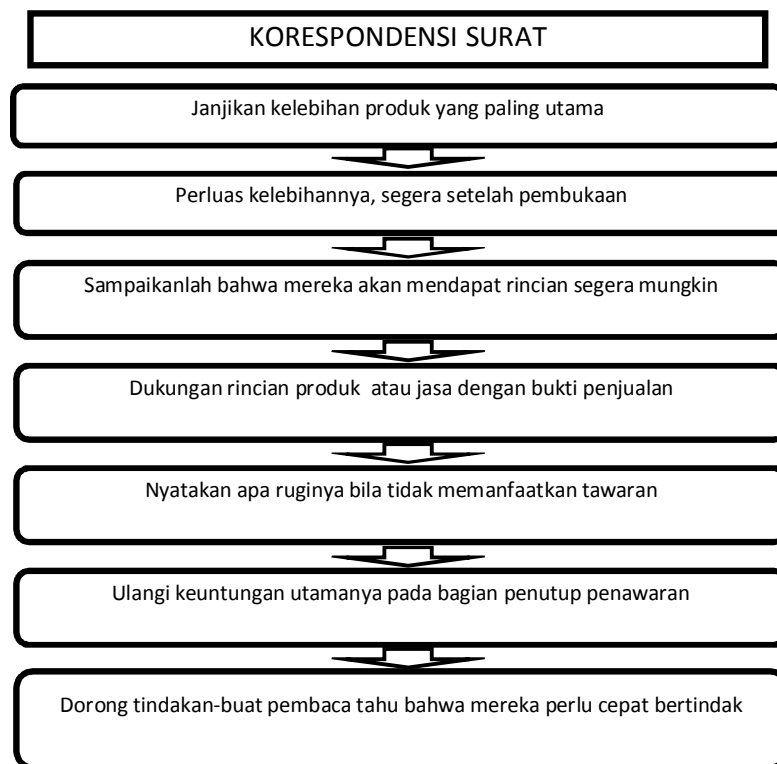 KORESPONDENSI SURAT
Janjikan kelebihan produk yang paling utama
Perluas kelebihannya, segera setelah pembukaan
Sampaikanlah bahwa mereka akan mendapat rincian segera mungkin
Dukungan rincian produk atau jasa dengan bukti penjualan
Nyatakan apa ruginya bila tidak memanfaatkan tawaran
Ulangi keuntungan utamanya pada bagian penutup penawaran
Dorong tindakan-buat pembaca tahu bahwa mereka perlu cepat bertindak